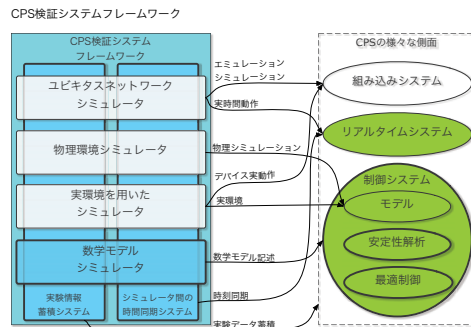 CPS検証システムフレームワーク
CPS検証システム
フレームワーク
ユビキタスネットワーク
シミュレータ
物理環境シミュレータ
実環境を用いた
シミュレータ
数学モデル
シミュレータ
実験情報
蓄積システム
シミュレータ間の
時間同期システム
エミュレーション
シミュレーション
実時間動作
物理シミュレーション
デバイス実動作
実環境
数学モデル記述
時刻同期
実験データ蓄積
CPSの様々な側面
組み込みシステム
リアルタイムシステム
制御システム
モデル
安定性解析
最適制御